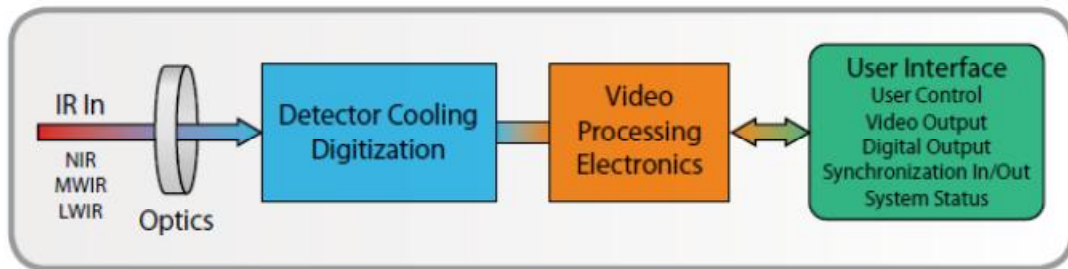 IR In
NIR
MWIR
LWIR
Optics
Detector Cooling
Digitization
Video
Processing
Electronics
User Interface
User Control
Video Output
Digital Output
Synchronization In/Out
System Status